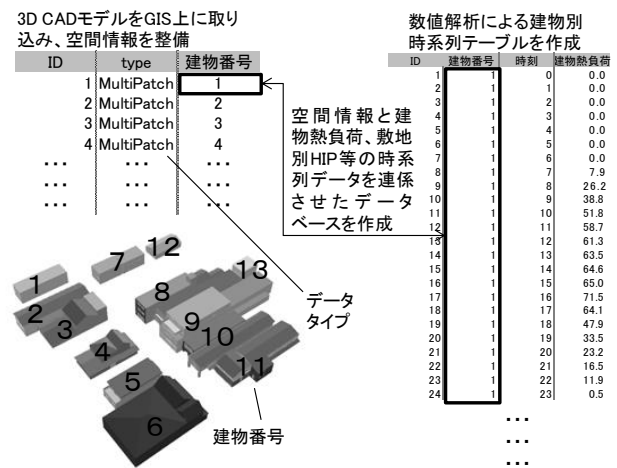 3D CADモデルをGIS上に取り
込み、空間情報を整備
ID type 建物番号
1 MultiPatch 1
2 MultiPatch 2
3 MultiPatch 3
4 MultiPatch 4
… … …
… … …
… … …
空間情報と建
物熱負荷、敷地
別HIP等の時系
列データを連係
させたデータ
ベースを作成
数値解析による建物別
時系列テーブルを作成
ID 建物番号 時刻 建物熱負荷
1 1 0 0.0
2 1 1 0.0
3 1 2 0.0
4 1 3 0.0
5 1 4 0.0
6 1 5 0.0
7 1 6 0.0
8 1 7 7.9
9 1 8 26.2
10 1 9 38.8
11 1 10 51.8
12 1 11 58.7
13 1 12 61.3
14 1 13 63.5
15 1 14 64.6
16 1 15 65.0
17 1 16 71.5
18 1 17 64.1
19 1 18 47.9
20 1 19 33.5
21 1 20 23.2
22 1 21 16.5
23 1 22 11.9
24 1 23 0.5
…
…
…
1
2
3
4
5
6
7
8
9
10
11
12
13
データ
タイプ
建物番号